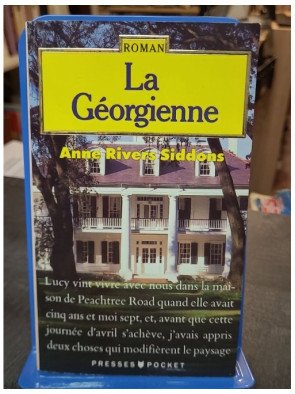 ROMAN
La
Géorgienne
Anne Rivers Siddons
Lucy vint vivre avec nous dans la mai-
son de Peachtree Road quand elle avait
cinq ans et moi sept, et, avant que cette
journée d'avril s'achève, j'avais appris
deux choses qui modifièrent le paysage
PRESSES POCKET